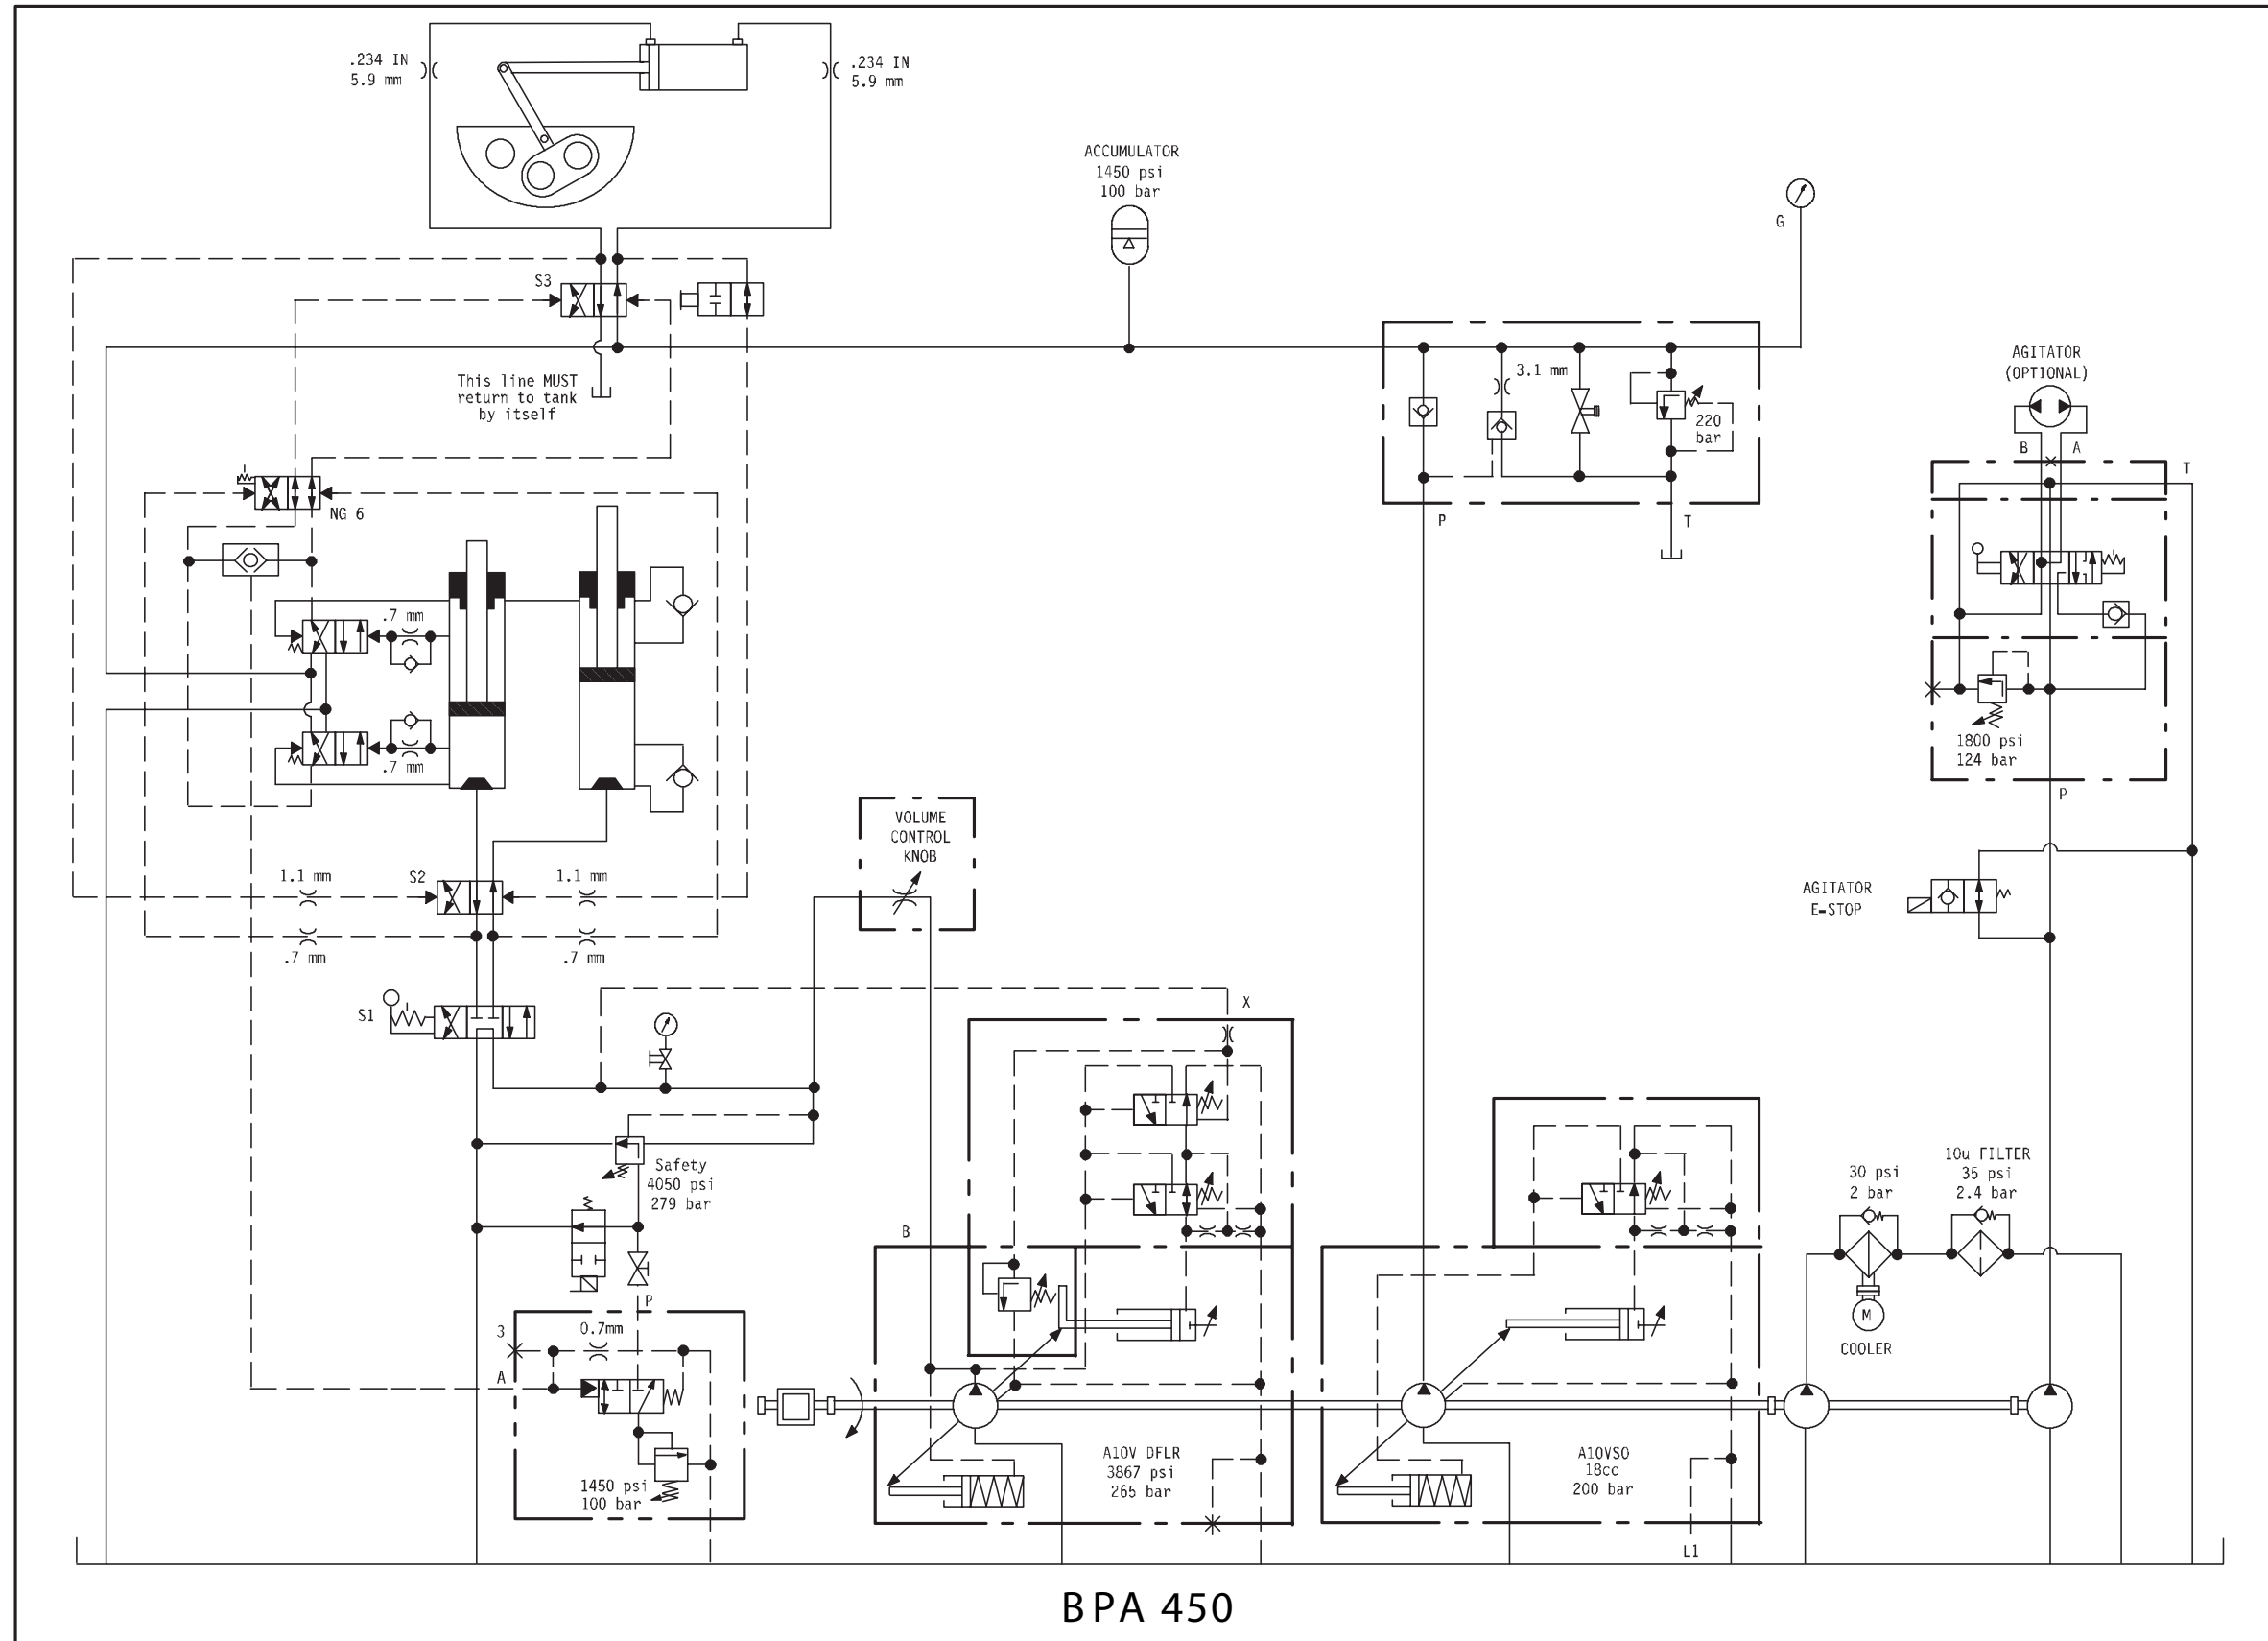 .234 IN
5.9 mm
.234 IN
5.9 mm
ACCUMULATOR
1450 psi
100 bar
G
S3
This line MUST
return to tank
by itself
3.1 mm
220
bar
P
T
AGITATOR
(OPTIONAL)
B
A
T
NG 6
.7 mm
.7 mm
1800 psi
124 bar
P
VOLUME
CONTROL
KNOB
1.1 mm
S2
1.1 mm
.7 mm
.7 mm
AGITATOR
E-STOP
S1
X
Safety
4050 psi
279 bar
B
30 psi
2 bar
10u FILTER
35 psi
2.4 bar
M
COOLER
P
3
0.7mm
A
1450 psi
100 bar
A10V DFLR
3867 psi
265 bar
A10VSO
18cc
200 bar
L1
BPA 450